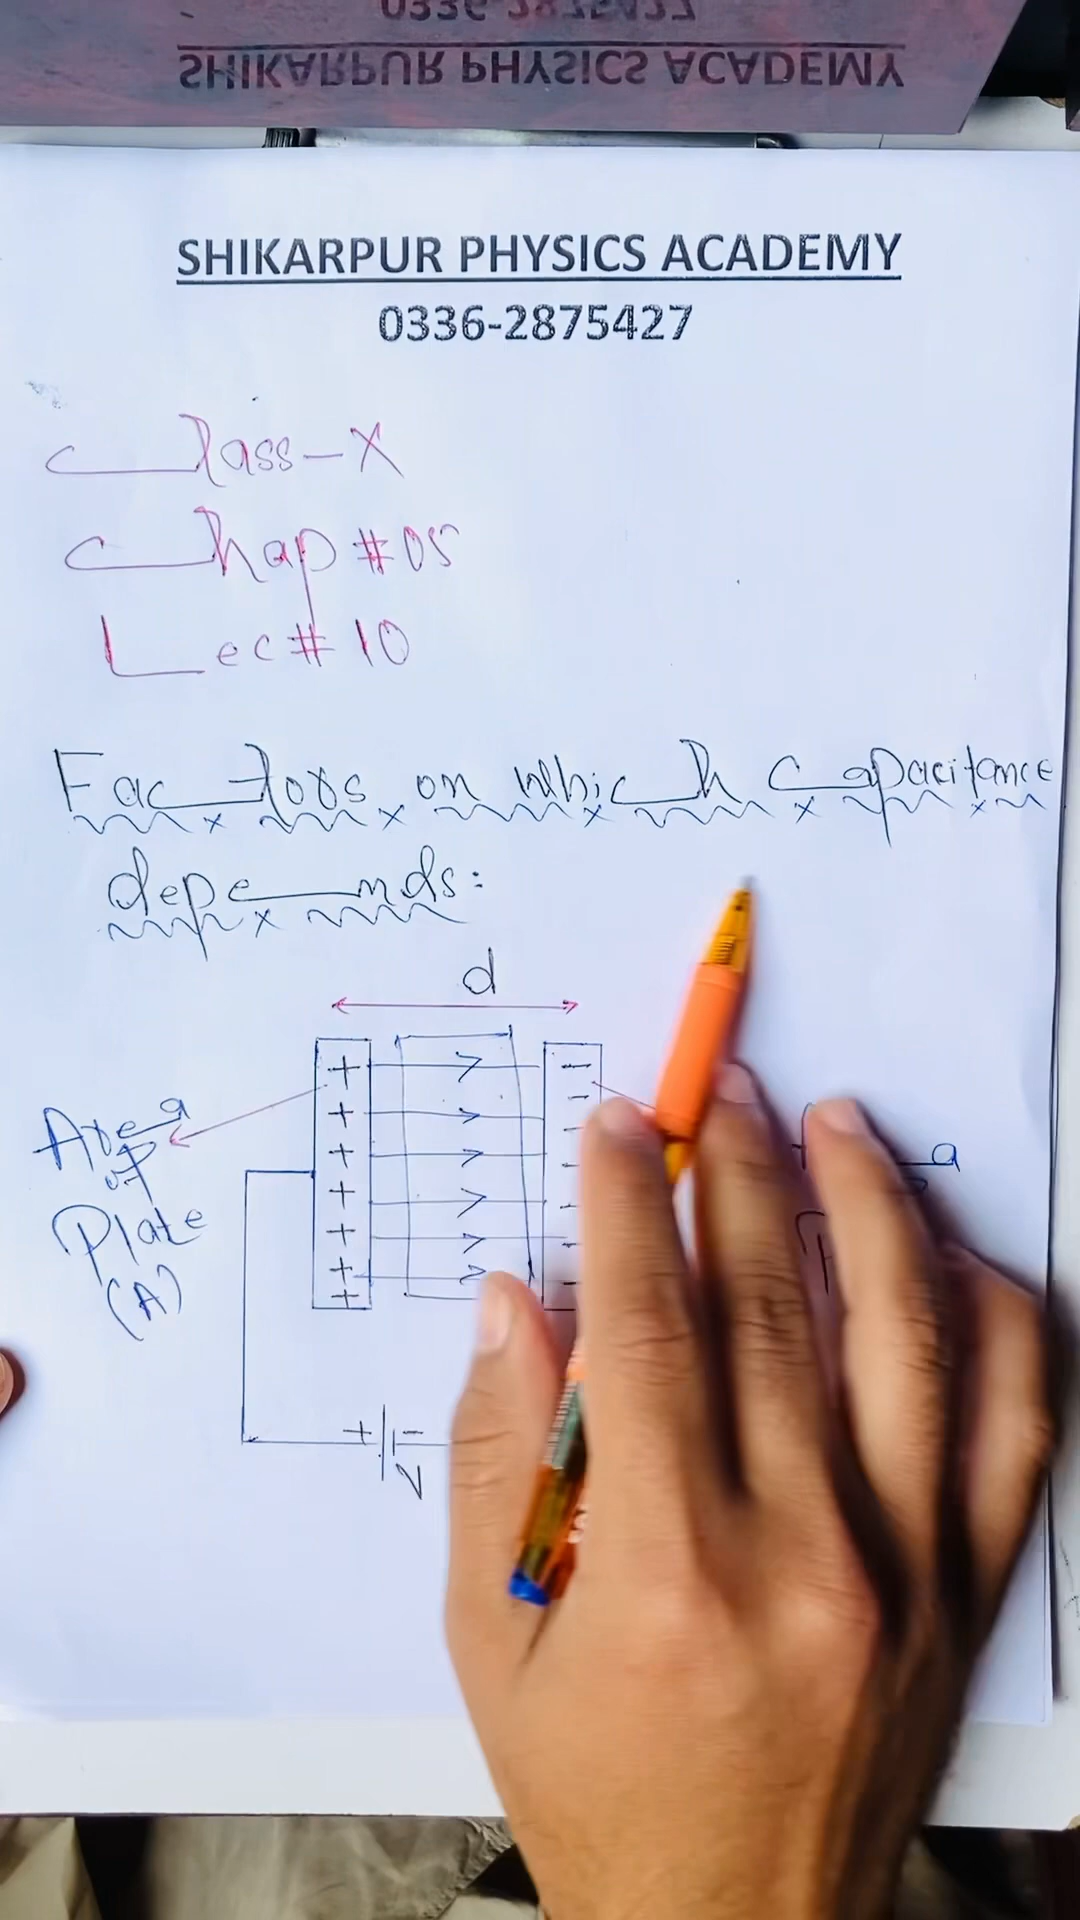 0336-2875427
SHIKARPUR PHYSICS ACADEMY
SHIKARPUR PHYSICS ACADEMY
0336-2875427
Class-X
Chap #05
Lec# 10
Factors on which Capacitance
depends:
d
+ −
+ −
+
+
+
+
+
Area
of
Plate
(A)
a
+ −
V